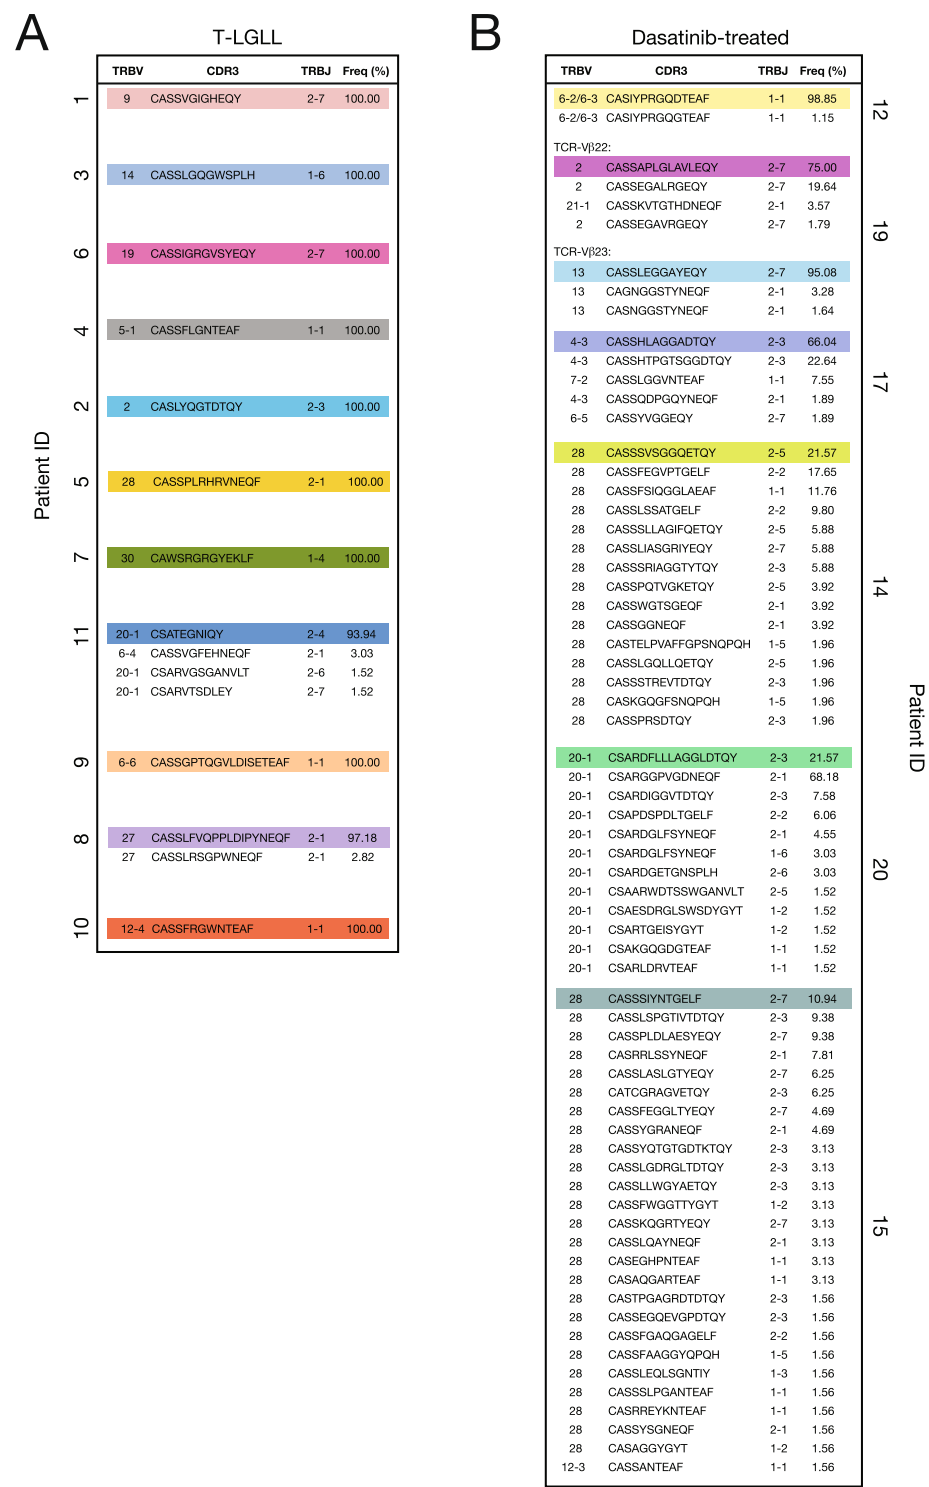 A
T-LGLL
TRBV CDR3 TRBJ Freq (%)
Patient ID
1
9 CASSVGIGHEQY 2-7 100.00
3
14 CASSLGQGWSPLH 1-6 100.00
6
19 CASSIGRGVSYEQY 2-7 100.00
4
5-1 CASSFLGNTEAF 1-1 100.00
2
2 CASLYQGTDTQY 2-3 100.00
5
28 CASSPLRHRVNEQF 2-1 100.00
7
30 CAWSRGRGYEKLF 1-4 100.00
11
20-1 CSATEGNIQY 2-4 93.94
6-4 CASSVGFEHNEQF 2-1 3.03
20-1 CSARVGSGANVLT 2-6 1.52
20-1 CSARVTSDLEY 2-7 1.52
9
6-6 CASSGPTQGVLDISETEAF 1-1 100.00
8
27 CASSLFVQPPLDIPYNEQF 2-1 97.18
27 CASSLRSGPWNEQF 2-1 2.82
10
12-4 CASSFRGWNTEAF 1-1 100.00
B
Dasatinib-treated
TRBV CDR3 TRBJ Freq (%)
Patient ID
12
6-2/6-3 CASIYPRGQDTEAF 1-1 98.85
6-2/6-3 CASIYPRGQGTEAF 1-1 1.15
19
TCR-Vβ22:
2 CASSAPLGLAVLEQY 2-7 75.00
2 CASSEGALRGEQY 2-7 19.64
21-1 CASSKVTGTHDNEQF 2-1 3.57
2 CASSEGAVRGEQY 2-7 1.79
TCR-Vβ23:
13 CASSLEGGAYEQY 2-7 95.08
13 CAGNGGSTYNEQF 2-1 3.28
13 CASNGGSTYNEQF 2-1 1.64
17
4-3 CASSHLAGGADTQY 2-3 66.04
4-3 CASSHTPGTSGGDTQY 2-3 22.64
7-2 CASSLGGVNTEAF 1-1 7.55
4-3 CASSQDPGQYNEQF 2-1 1.89
6-5 CASSYVGGEQY 2-7 1.89
14
28 CASSSVSGGQETQY 2-5 21.57
28 CASSFEGVPTGELF 2-2 17.65
28 CASSFSIQGGLAEAF 1-1 11.76
28 CASSLSSATGELF 2-2 9.80
28 CASSSLLAGIFQETQY 2-5 5.88
28 CASSLIASGRIYEQY 2-7 5.88
28 CASSSRIAGGTYTQY 2-3 5.88
28 CASSPQTVGKETQY 2-5 3.92
28 CASSWGTSGEQF 2-1 3.92
28 CASSGGNEQF 2-1 3.92
28 CASTELPVAFFGPSNQPQH 1-5 1.96
28 CASSLGQLLQETQY 2-5 1.96
28 CASSSTREVTDTQY 2-3 1.96
28 CASKGQGFSNQPQH 1-5 1.96
28 CASSPRSDTQY 2-3 1.96
20
20-1 CSARDFLLLAGGLDTQY 2-3 21.57
20-1 CSARGGPVGDNEQF 2-1 68.18
20-1 CSARDIGGVTDTQY 2-3 7.58
20-1 CSAPDSPDLTGELF 2-2 6.06
20-1 CSARDGLFSYNEQF 2-1 4.55
20-1 CSARDGLFSYNEQF 1-6 3.03
20-1 CSARDGETGNSPLH 2-6 3.03
20-1 CSAARWDTSSWGANVLT 2-5 1.52
20-1 CSAESDRGLSWSDYGYT 1-2 1.52
20-1 CSARTGEISYGYT 1-2 1.52
20-1 CSAKGQGDGTEAF 1-1 1.52
20-1 CSARLDRVTEAF 1-1 1.52
15
28 CASSSIYNTGELF 2-7 10.94
28 CASSLSPGTIVTDTQY 2-3 9.38
28 CASSPLDLAESYEQY 2-7 9.38
28 CASRRLSSYNEQF 2-1 7.81
28 CASSLASLGTYEQY 2-7 6.25
28 CATCGRAGVETQY 2-3 6.25
28 CASSFEGGLTYEQY 2-7 4.69
28 CASSYGRANEQF 2-1 4.69
28 CASSYQTGTGDTKTQY 2-3 3.13
28 CASSLGDRGLTDTQY 2-3 3.13
28 CASSLLWGYAETQY 2-3 3.13
28 CASSFWGGTTYGYT 1-2 3.13
28 CASSKQGRTYEQY 2-7 3.13
28 CASSLQAYNEQF 2-1 3.13
28 CASEGHPNTEAF 1-1 3.13
28 CASAQGARTEAF 1-1 3.13
28 CASTPGAGRDTDTQY 2-3 1.56
28 CASSEGQEVGPDTQY 2-3 1.56
28 CASSFGAQGAGELF 2-2 1.56
28 CASSFAAGGYQPQH 1-5 1.56
28 CASSLEQLSGNTIY 1-3 1.56
28 CASSSLPGANTEAF 1-1 1.56
28 CASRREYKNTEAF 1-1 1.56
28 CASSYSGNEQF 2-1 1.56
28 CASAGGYGYT 1-2 1.56
12-3 CASSANTEAF 1-1 1.56